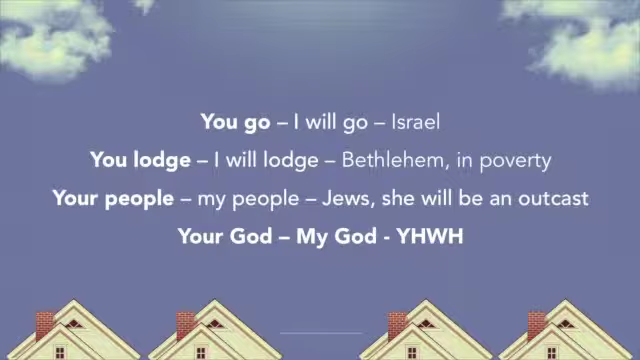 You go – I will go – Israel
You lodge – I will lodge – Bethlehem, in poverty
Your people – my people – Jews, she will be an outcast
Your God – My God - YHWH